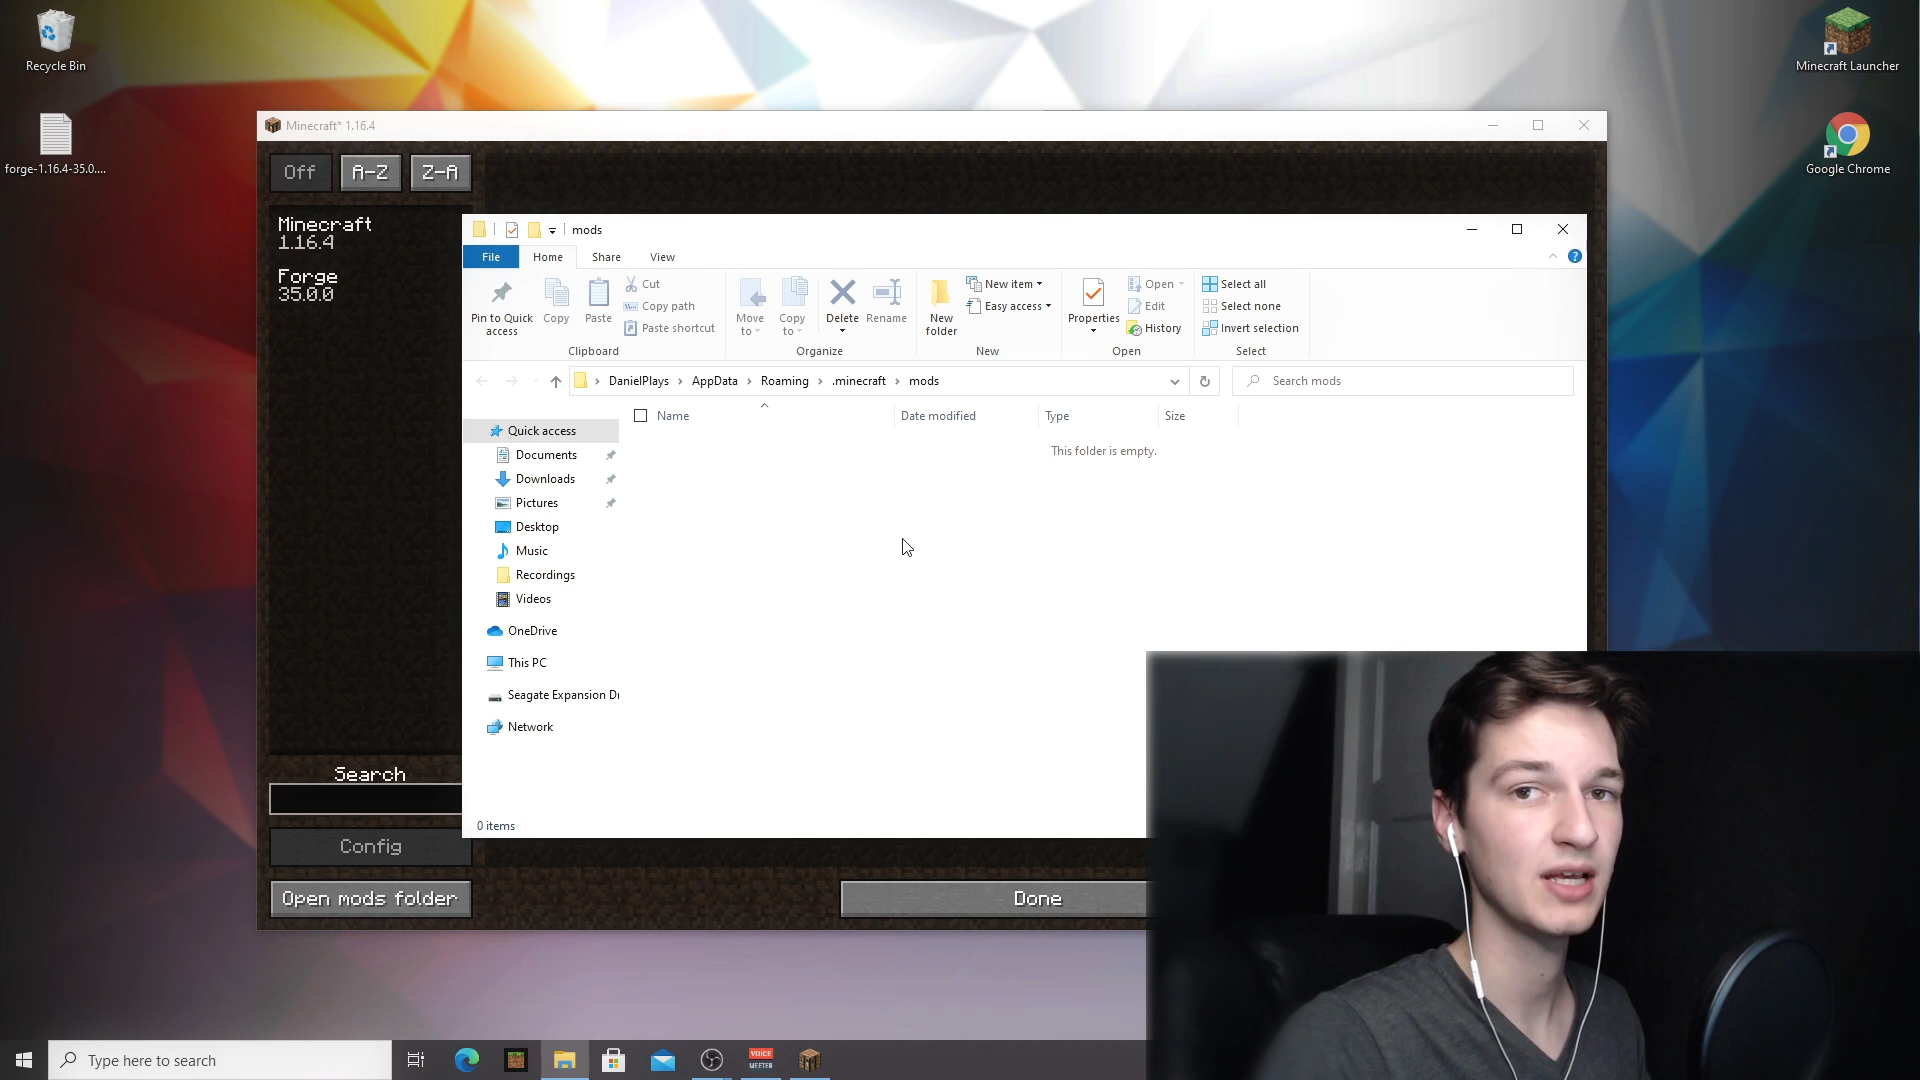 Recycle Bin
forge-1.16.4-35.0....
Minecraft Launcher
Google Chrome
Minecraft* 1.16.4
Off
A-Z
Z-A
Minecraft
1.16.4
Forge
35.0.0
Search
Config
Open mods folder
Done
mods
File
Home
Share
View
Pin to Quick
access
Copy
Paste
Cut
Copy path
Paste shortcut
Clipboard
Move
to
Copy
to
Delete
Rename
Organize
New
folder
New item
Easy access
New
Properties
Open
Edit
History
Open
Select all
Select none
Invert selection
Select
DanielPlays > AppData > Roaming > .minecraft > mods
Search mods
Name
Date modified
Type
Size
This folder is empty.
Quick access
Documents
Downloads
Pictures
Desktop
Music
Recordings
Videos
OneDrive
This PC
Seagate Expansion Dr
Network
0 items
Type here to search
VOICE
MEETER